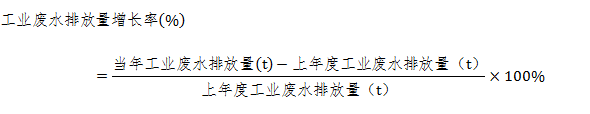 工业废水排放量增长率(%)
= 当年工业废水排放量(t) − 上年度工业废水排放量（t）
上年度工业废水排放量（t）
× 100%